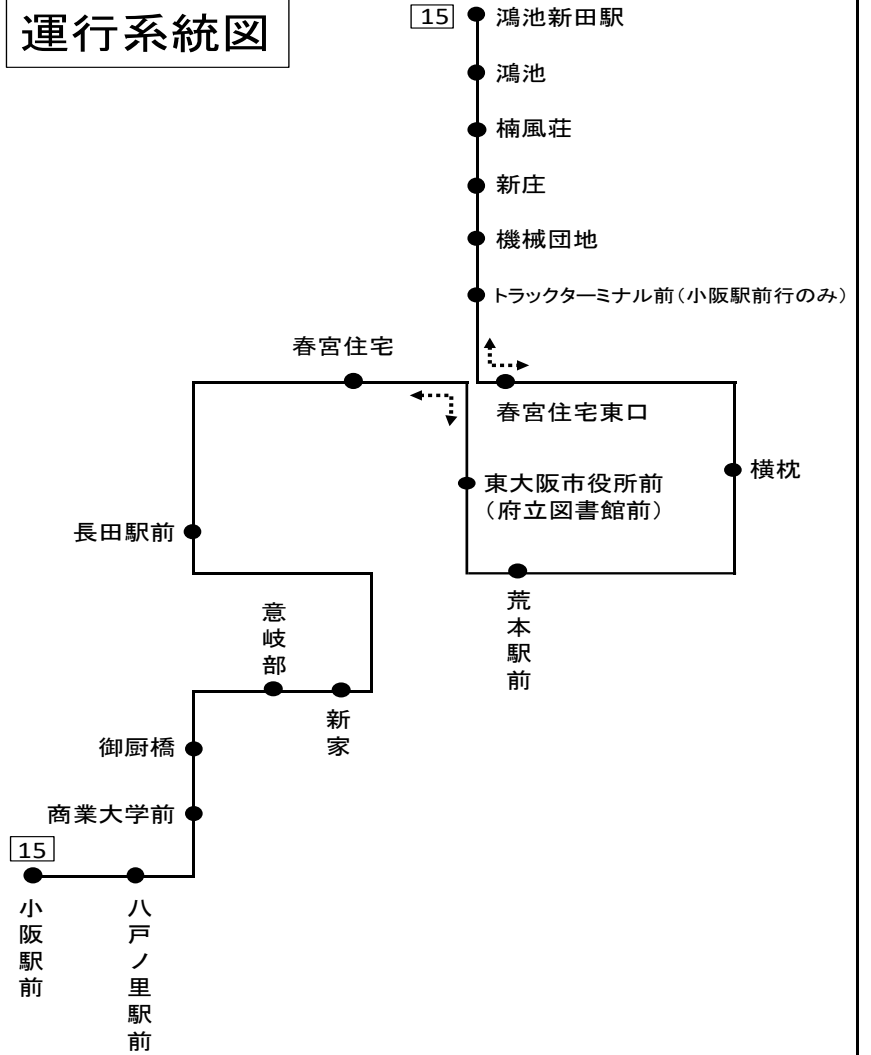 運行系統図
15
鴻池新田駅
鴻池
楠風荘
新庄
機械団地
トラックターミナル前(小阪駅前行のみ)
春宮住宅
春宮住宅東口
横枕
東大阪市役所前
(府立図書館前)
長田駅前
荒本駅前
意岐部
新家
御厨橋
商業大学前
15
小阪駅前
八戸ノ里駅前